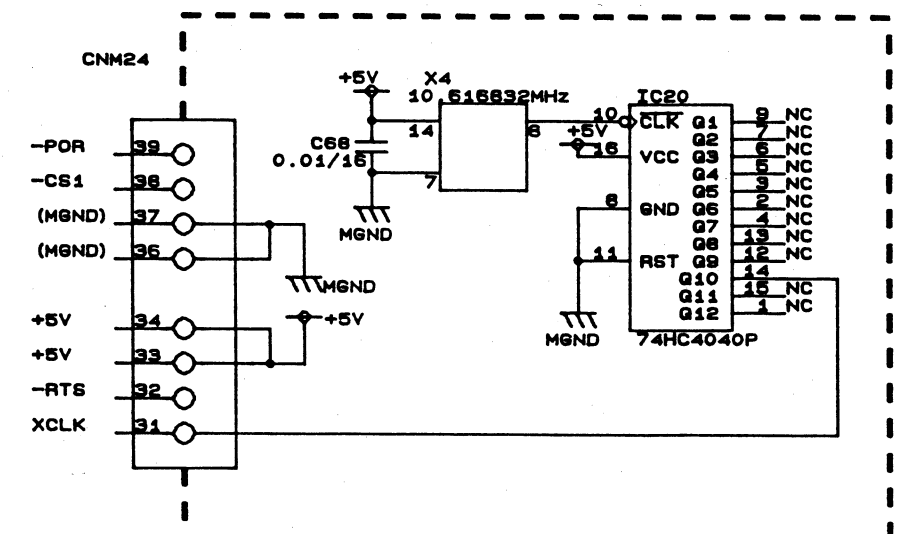 CNM24
-POR 39
-CS1 38
(MGND) 37
(MGND) 36
+5V 34
+5V 33
-RTS 32
XCLK 31
MGND
+5V
+5V
X4
10.616832MHz
14
8
7
C68
0.01/16
MGND
IC20
10 CLK
+5V
16 VCC
8 GND
11 RST
MGND
Q1 9 NC
Q2 7 NC
Q3 6 NC
Q4 5 NC
Q5 3 NC
Q6 2 NC
Q7 4 NC
Q8 13 NC
Q9 12 NC
Q10 14
Q11 15 NC
Q12 1 NC
74HC4040P